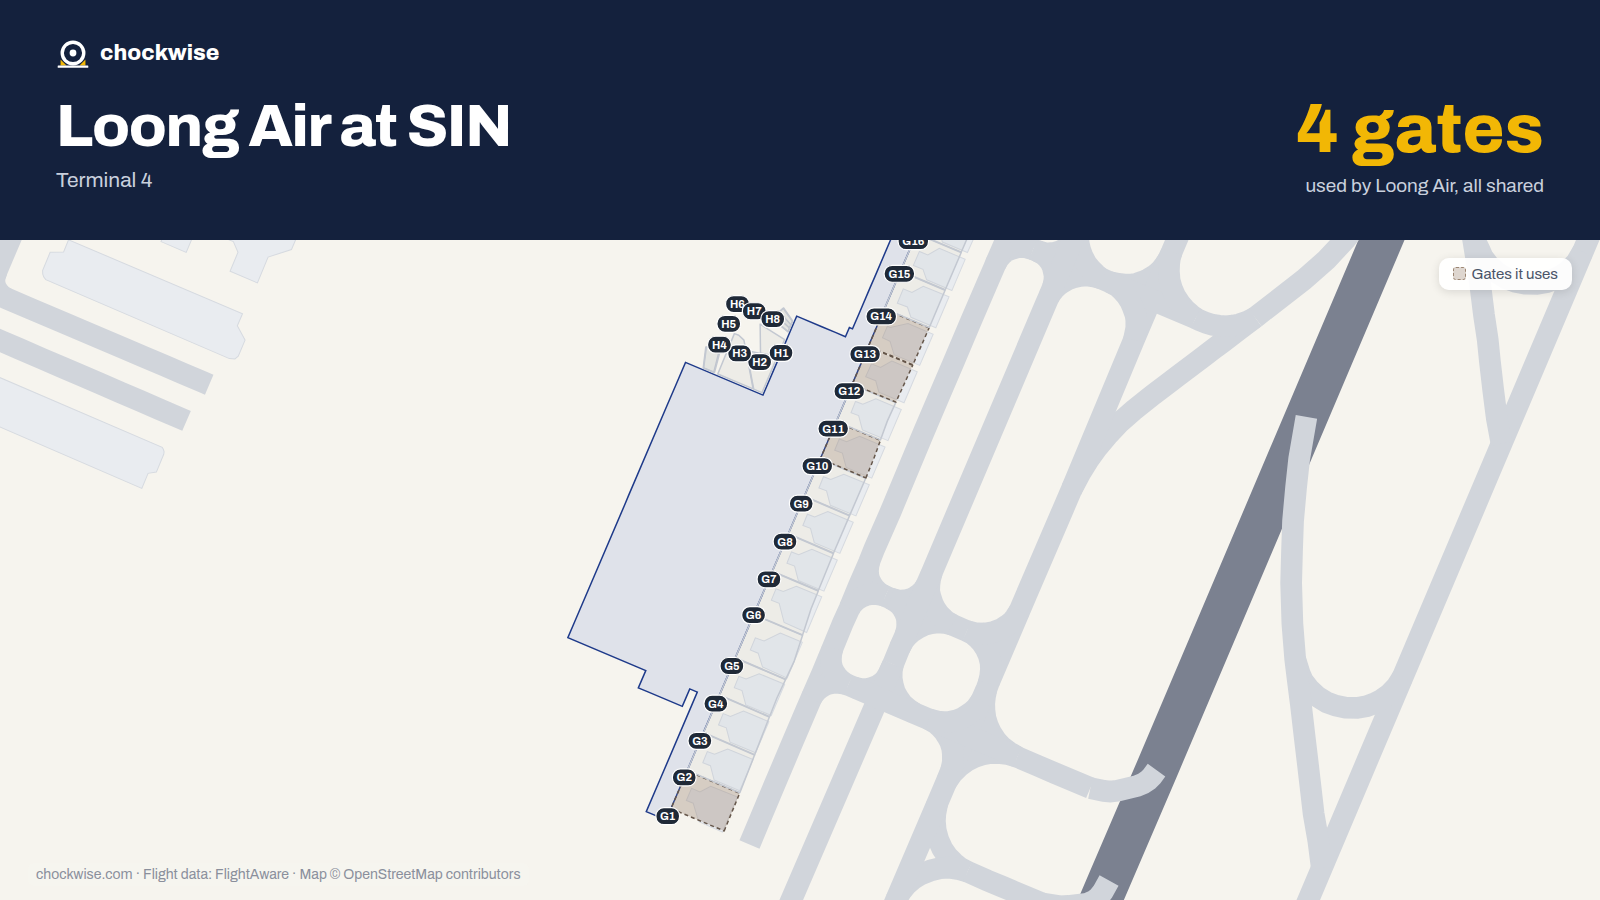 chockwise
Loong Air at SIN
Terminal 4
4 gates
used by Loong Air, all shared
Gates it uses
G16
G15
G14
G13
G12
G11
G10
G9
G8
G7
G6
G5
G4
G3
G2
G1
H6
H7
H8
H5
H4
H3
H2
H1
chockwise.com · Flight data: FlightAware · Map © OpenStreetMap contributors